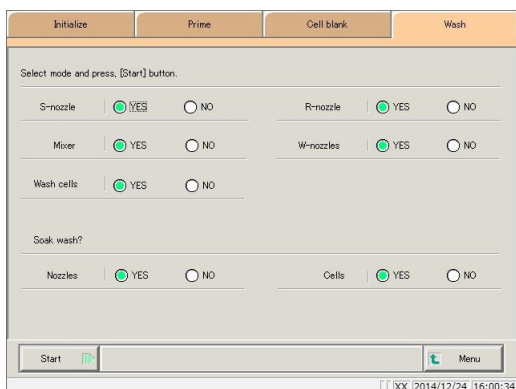 Initialize Prime Cell blank Wash
Select mode and press, [Start] button.
S-nozzle YES NO R-nozzle YES NO
Mixer YES NO W-nozzles YES NO
Wash cells YES NO
Soak wash?
Nozzles YES NO Cells YES NO
Start Menu
XX 2014/12/24 16:00:34